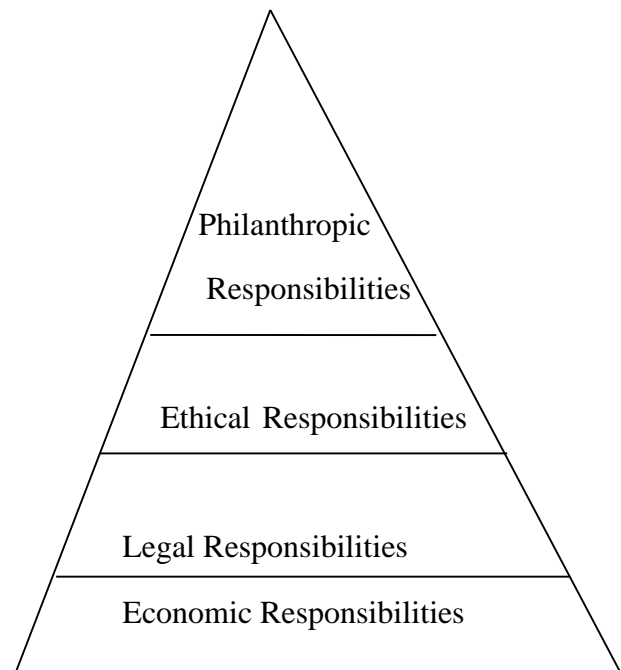 Philanthropic
Responsibilities
Ethical Responsibilities
Legal Responsibilities
Economic Responsibilities